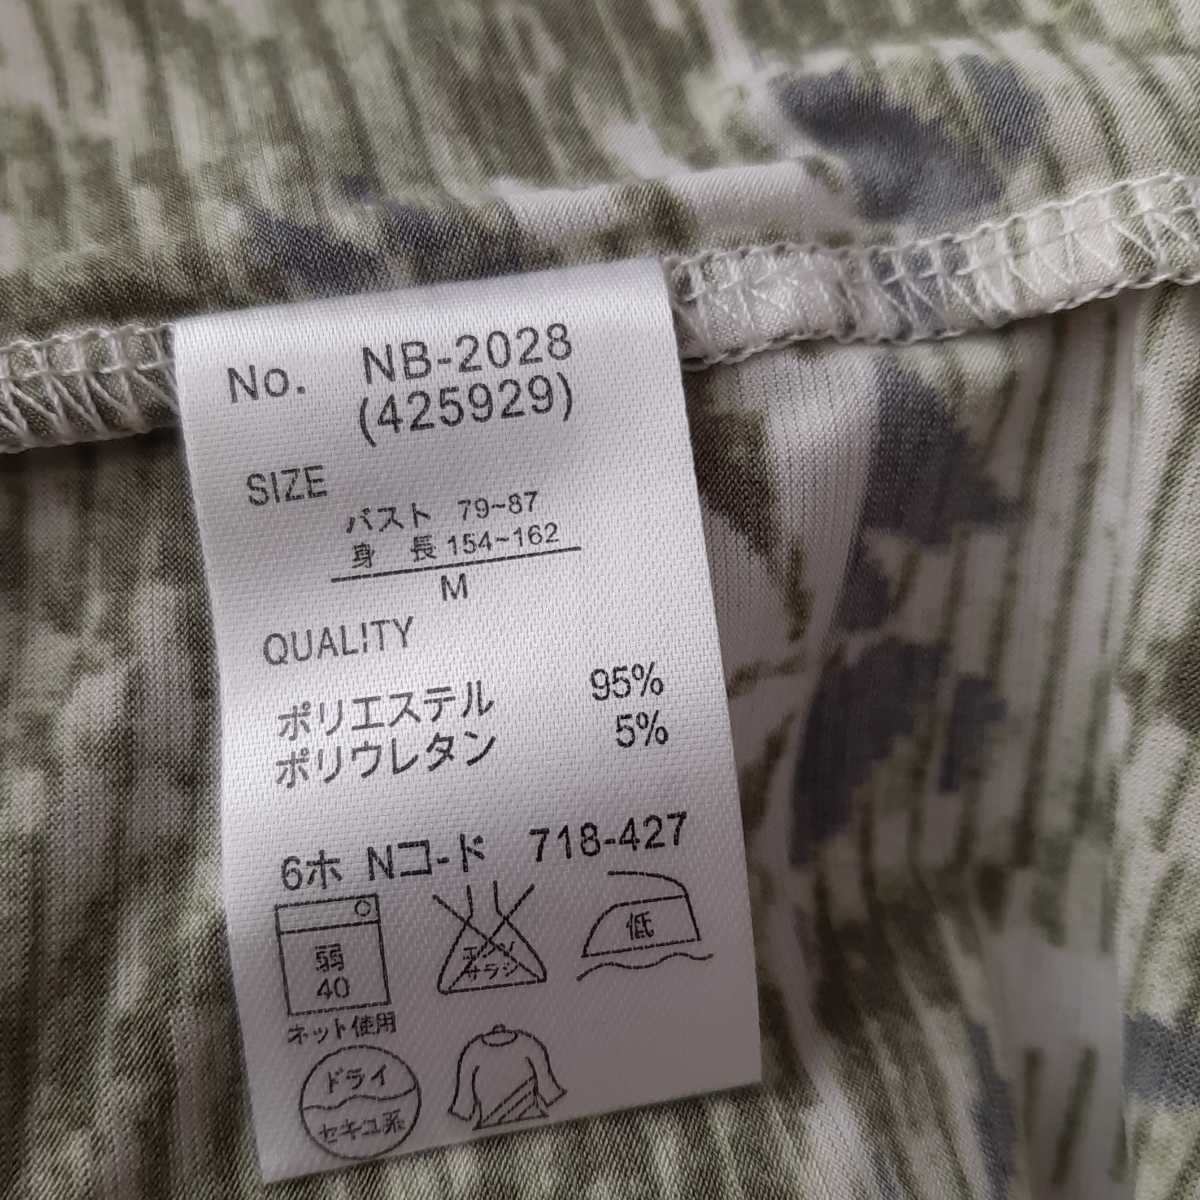 No. NB-2028
(425929)
SIZE
バスト 79~87
身 長 154~162
M
QUALITY
ポリエステル 95%
ポリウレタン 5%
6ホ Nコ-ド 718-427
弱
40
ネット使用
エンソ
サラシ
低
ドライ
セキユ系